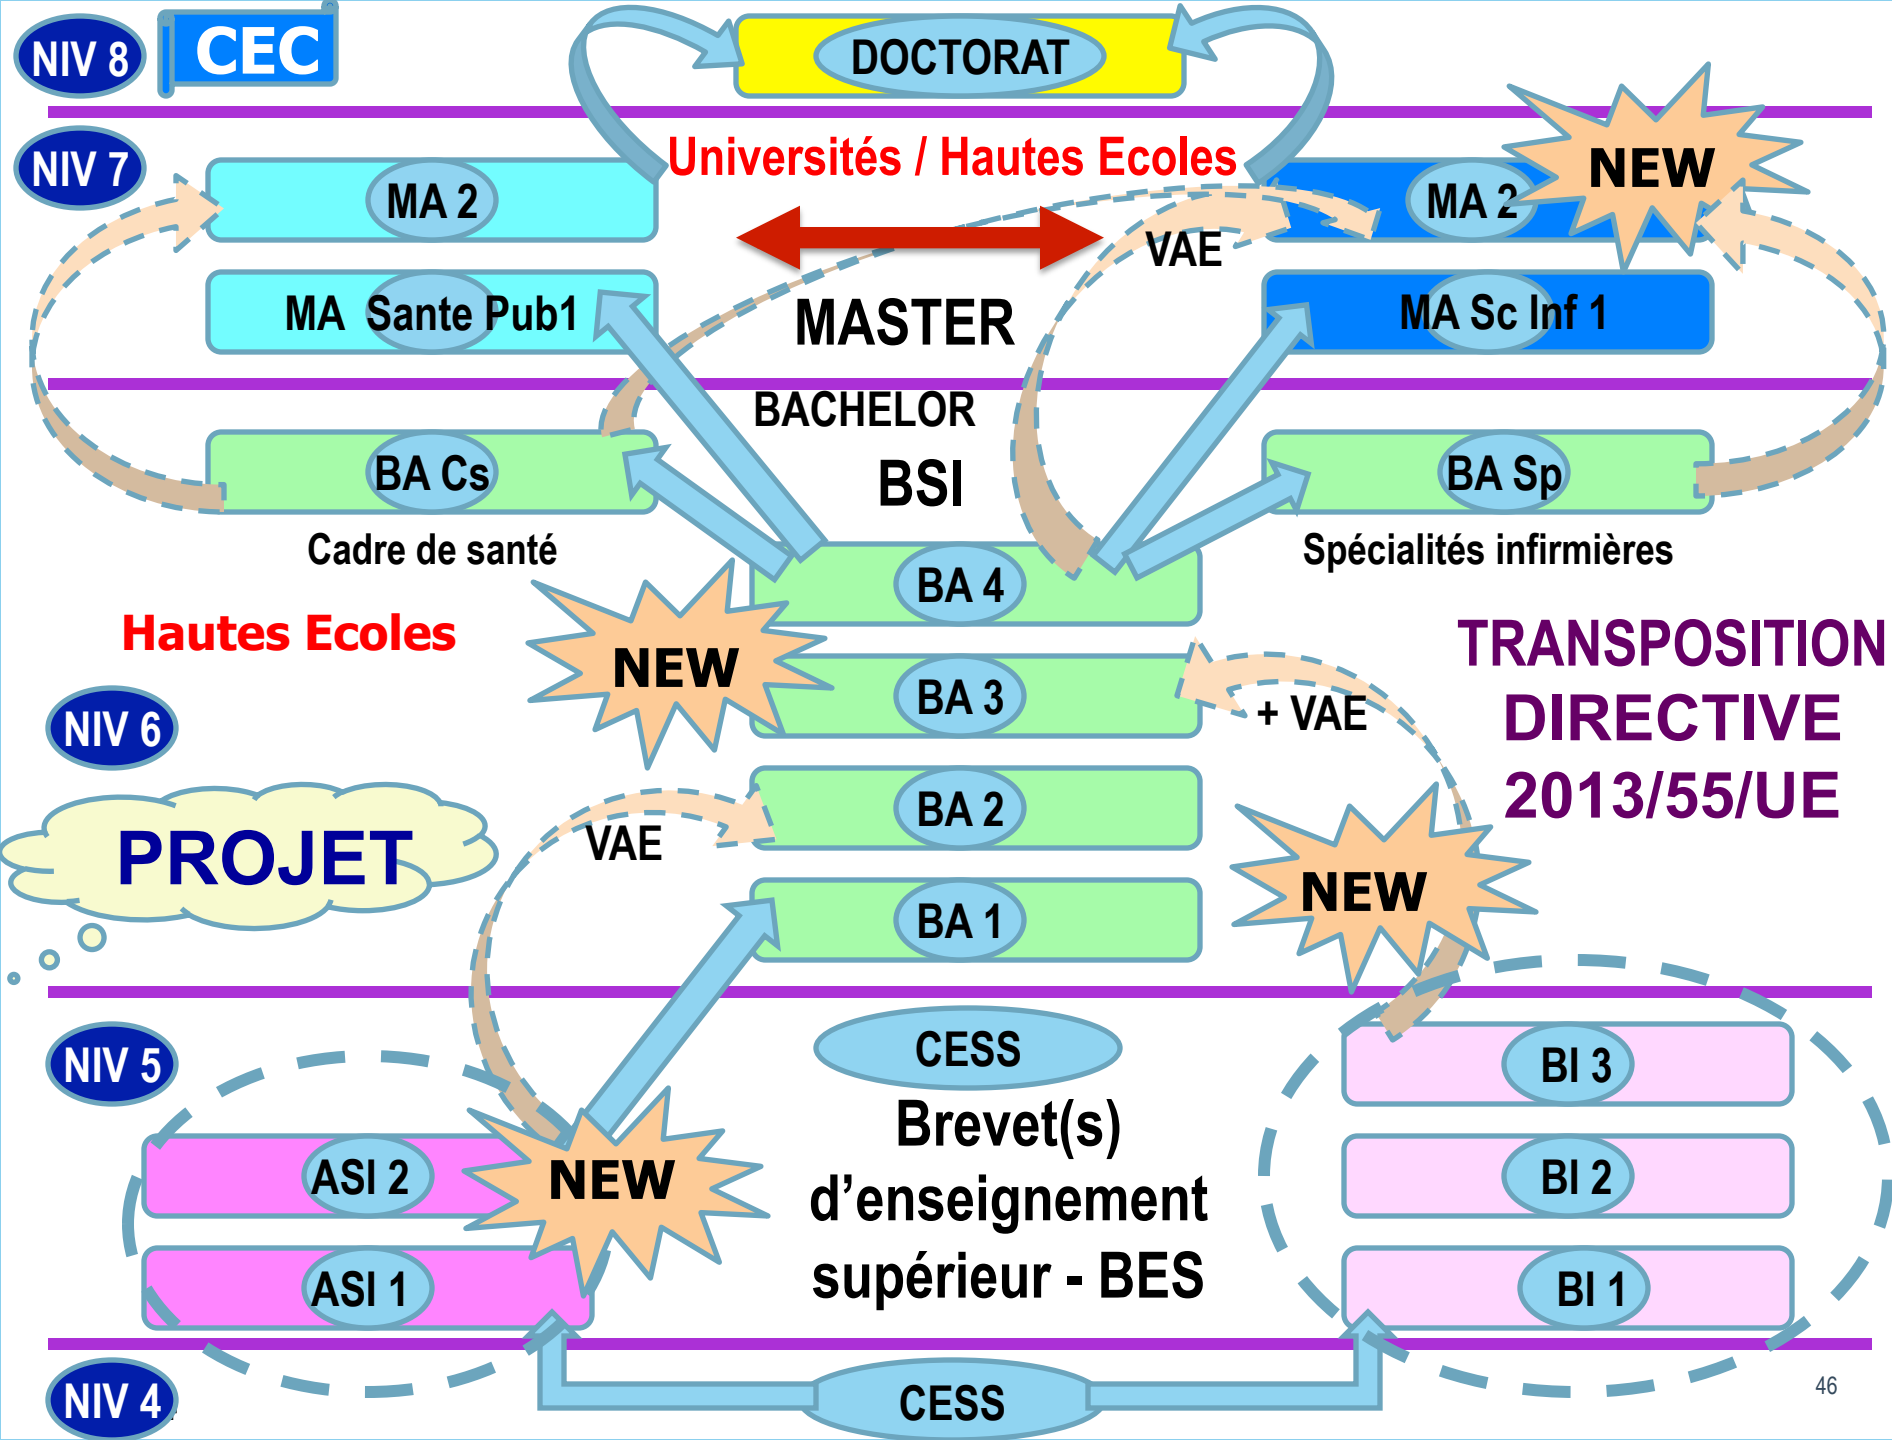 NIV 8
CEC
DOCTORAT
NIV 7
Universités / Hautes Ecoles
NEW
MA 2
MA 2
VAE
MA Sante Pub1
MASTER
MA Sc Inf 1
BACHELOR
BA Cs
BSI
BA Sp
Cadre de santé
Spécialités infirmières
BA 4
Hautes Ecoles
NEW
TRANSPOSITION
DIRECTIVE
2013/55/UE
BA 3
+ VAE
NIV 6
BA 2
VAE
PROJET
NEW
BA 1
NIV 5
CESS
BI 3
Brevet(s)
d’enseignement
supérieur - BES
ASI 2
NEW
BI 2
ASI 1
BI 1
NIV 4
CESS
46